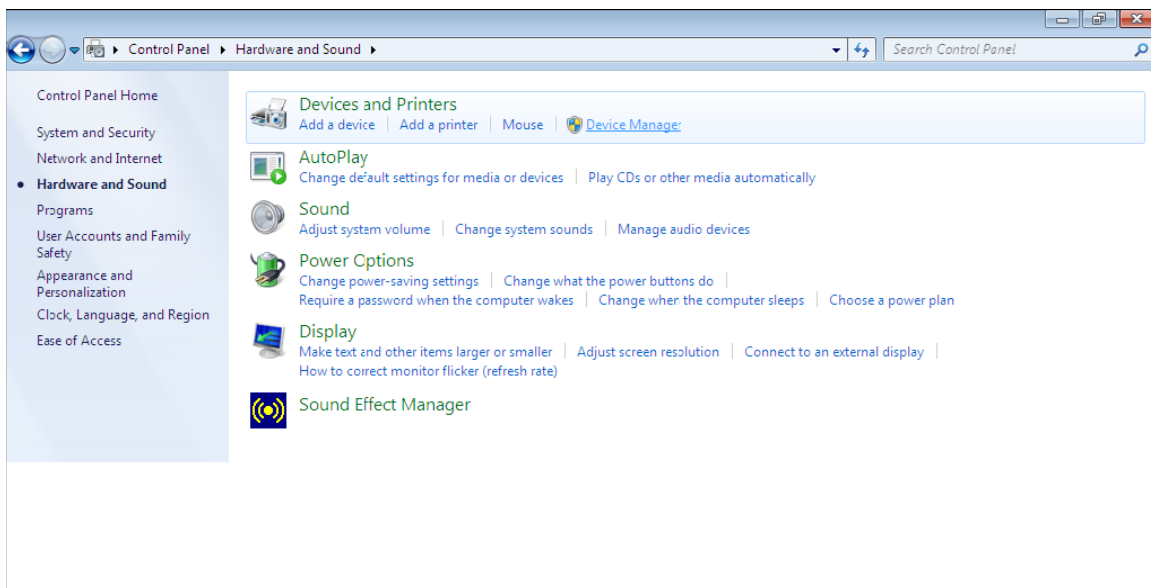 Control Panel Hardware and Sound
Search Control Panel
Control Panel Home
System and Security
Network and Internet
Hardware and Sound
Programs
User Accounts and Family
Safety
Appearance and
Personalization
Clock, Language, and Region
Ease of Access
Devices and Printers
Add a device Add a printer Mouse Device Manager
AutoPlay
Change default settings for media or devices Play CDs or other media automatically
Sound
Adjust system volume Change system sounds Manage audio devices
Power Options
Change power-saving settings Change what the power buttons do
Require a password when the computer wakes Change when the computer sleeps Choose a power plan
Display
Make text and other items larger or smaller Adjust screen resolution Connect to an external display
How to correct monitor flicker (refresh rate)
Sound Effect Manager